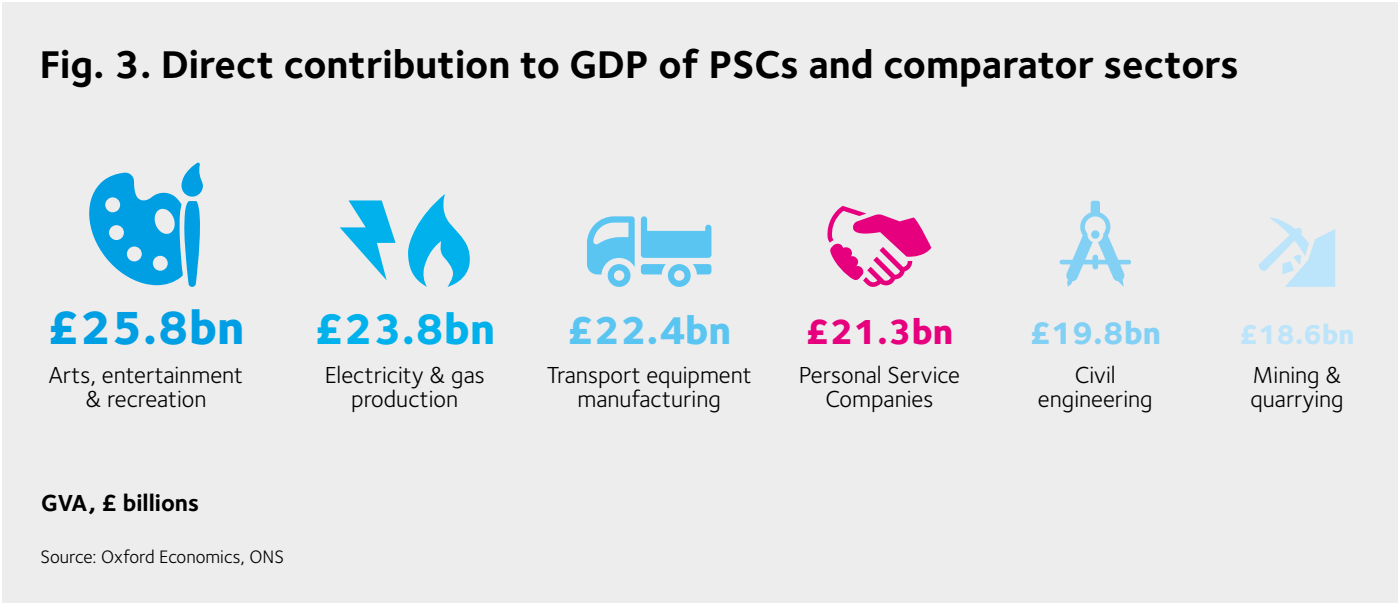 Fig. 3. Direct contribution to GDP of PSCs and comparator sectors
£25.8bn
Arts, entertainment
& recreation
£23.8bn
Electricity & gas
production
£22.4bn
Transport equipment
manufacturing
£21.3bn
Personal Service
Companies
£19.8bn
Civil
engineering
£18.6bn
Mining &
quarrying
GVA, £ billions
Source: Oxford Economics, ONS